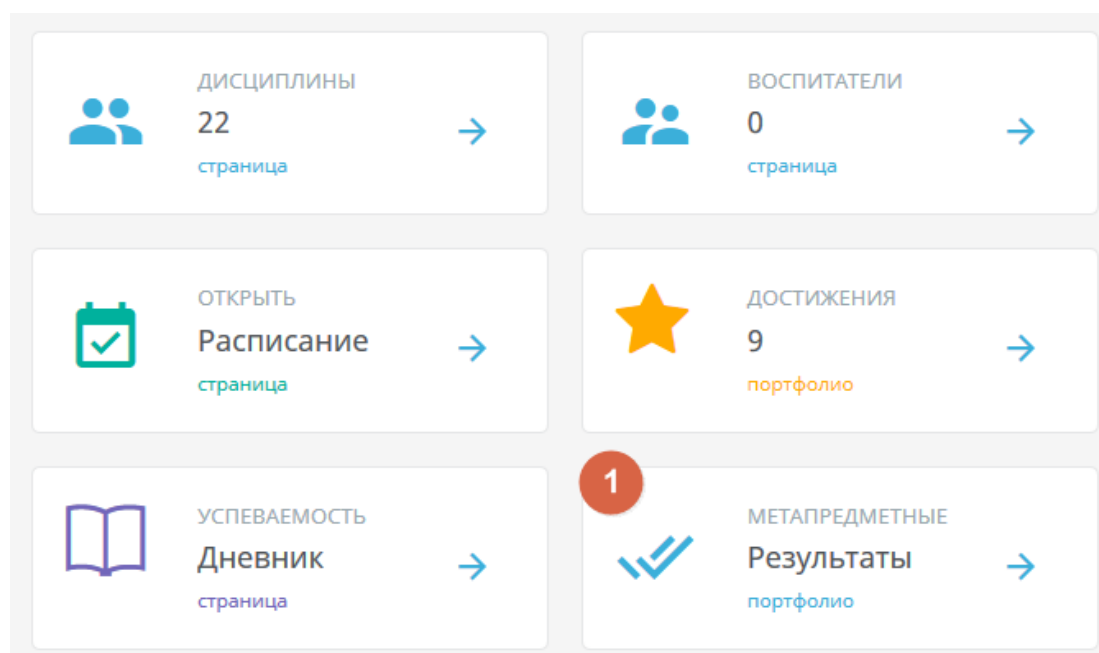 ДИСЦИПЛИНЫ
22
страница
ВОСПИТАТЕЛИ
0
страница
ОТКРЫТЬ
Расписание
страница
ДОСТИЖЕНИЯ
9
портфолио
УСПЕВАЕМОСТЬ
Дневник
страница
1
МЕТАПРЕДМЕТНЫЕ
Результаты
портфолио